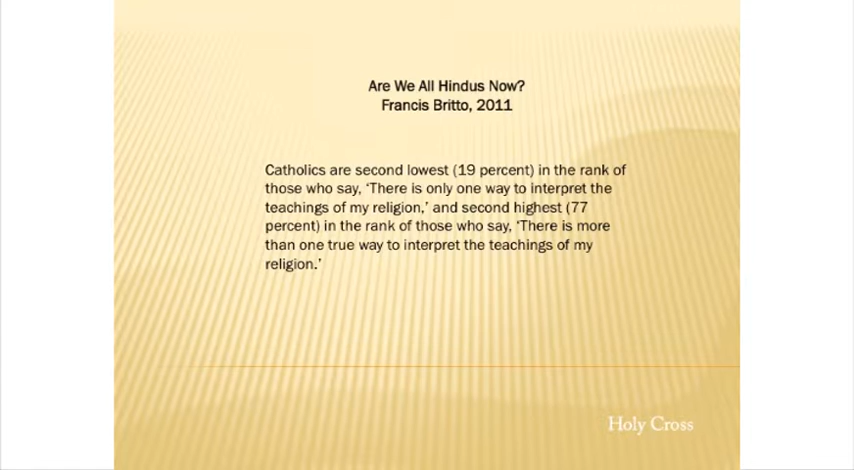 Are We All Hindus Now?
Francis Britto, 2011
Catholics are second lowest (19 percent) in the rank of
those who say, ‘There is only one way to interpret the
teachings of my religion,’ and second highest (77
percent) in the rank of those who say, ‘There is more
than one true way to interpret the teachings of my
religion.’
Holy Cross